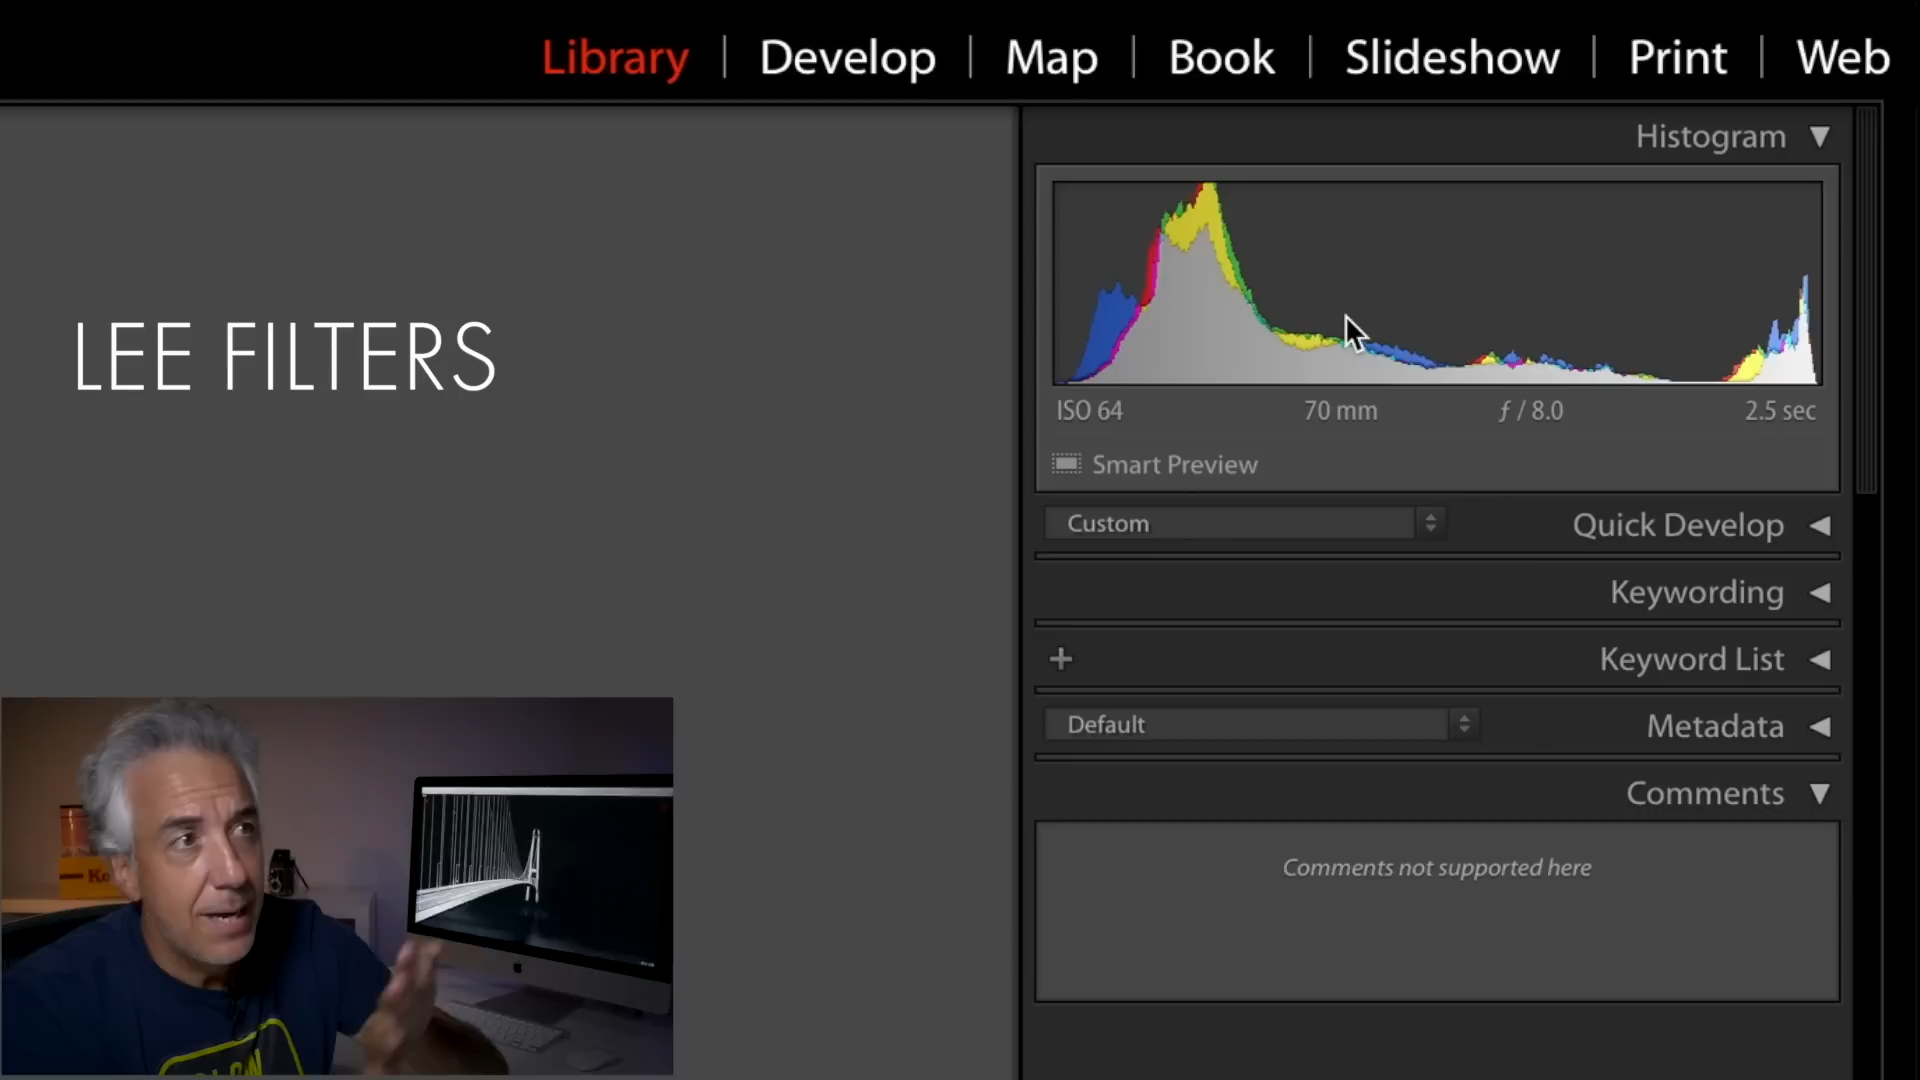 Library | Develop | Map | Book | Slideshow | Print | Web
Histogram
LEE FILTERS
ISO 64 70 mm ƒ / 8.0 2.5 sec
Smart Preview
Custom Quick Develop
Keywording
+ Keyword List
Default Metadata
Comments
Comments not supported here
Ko